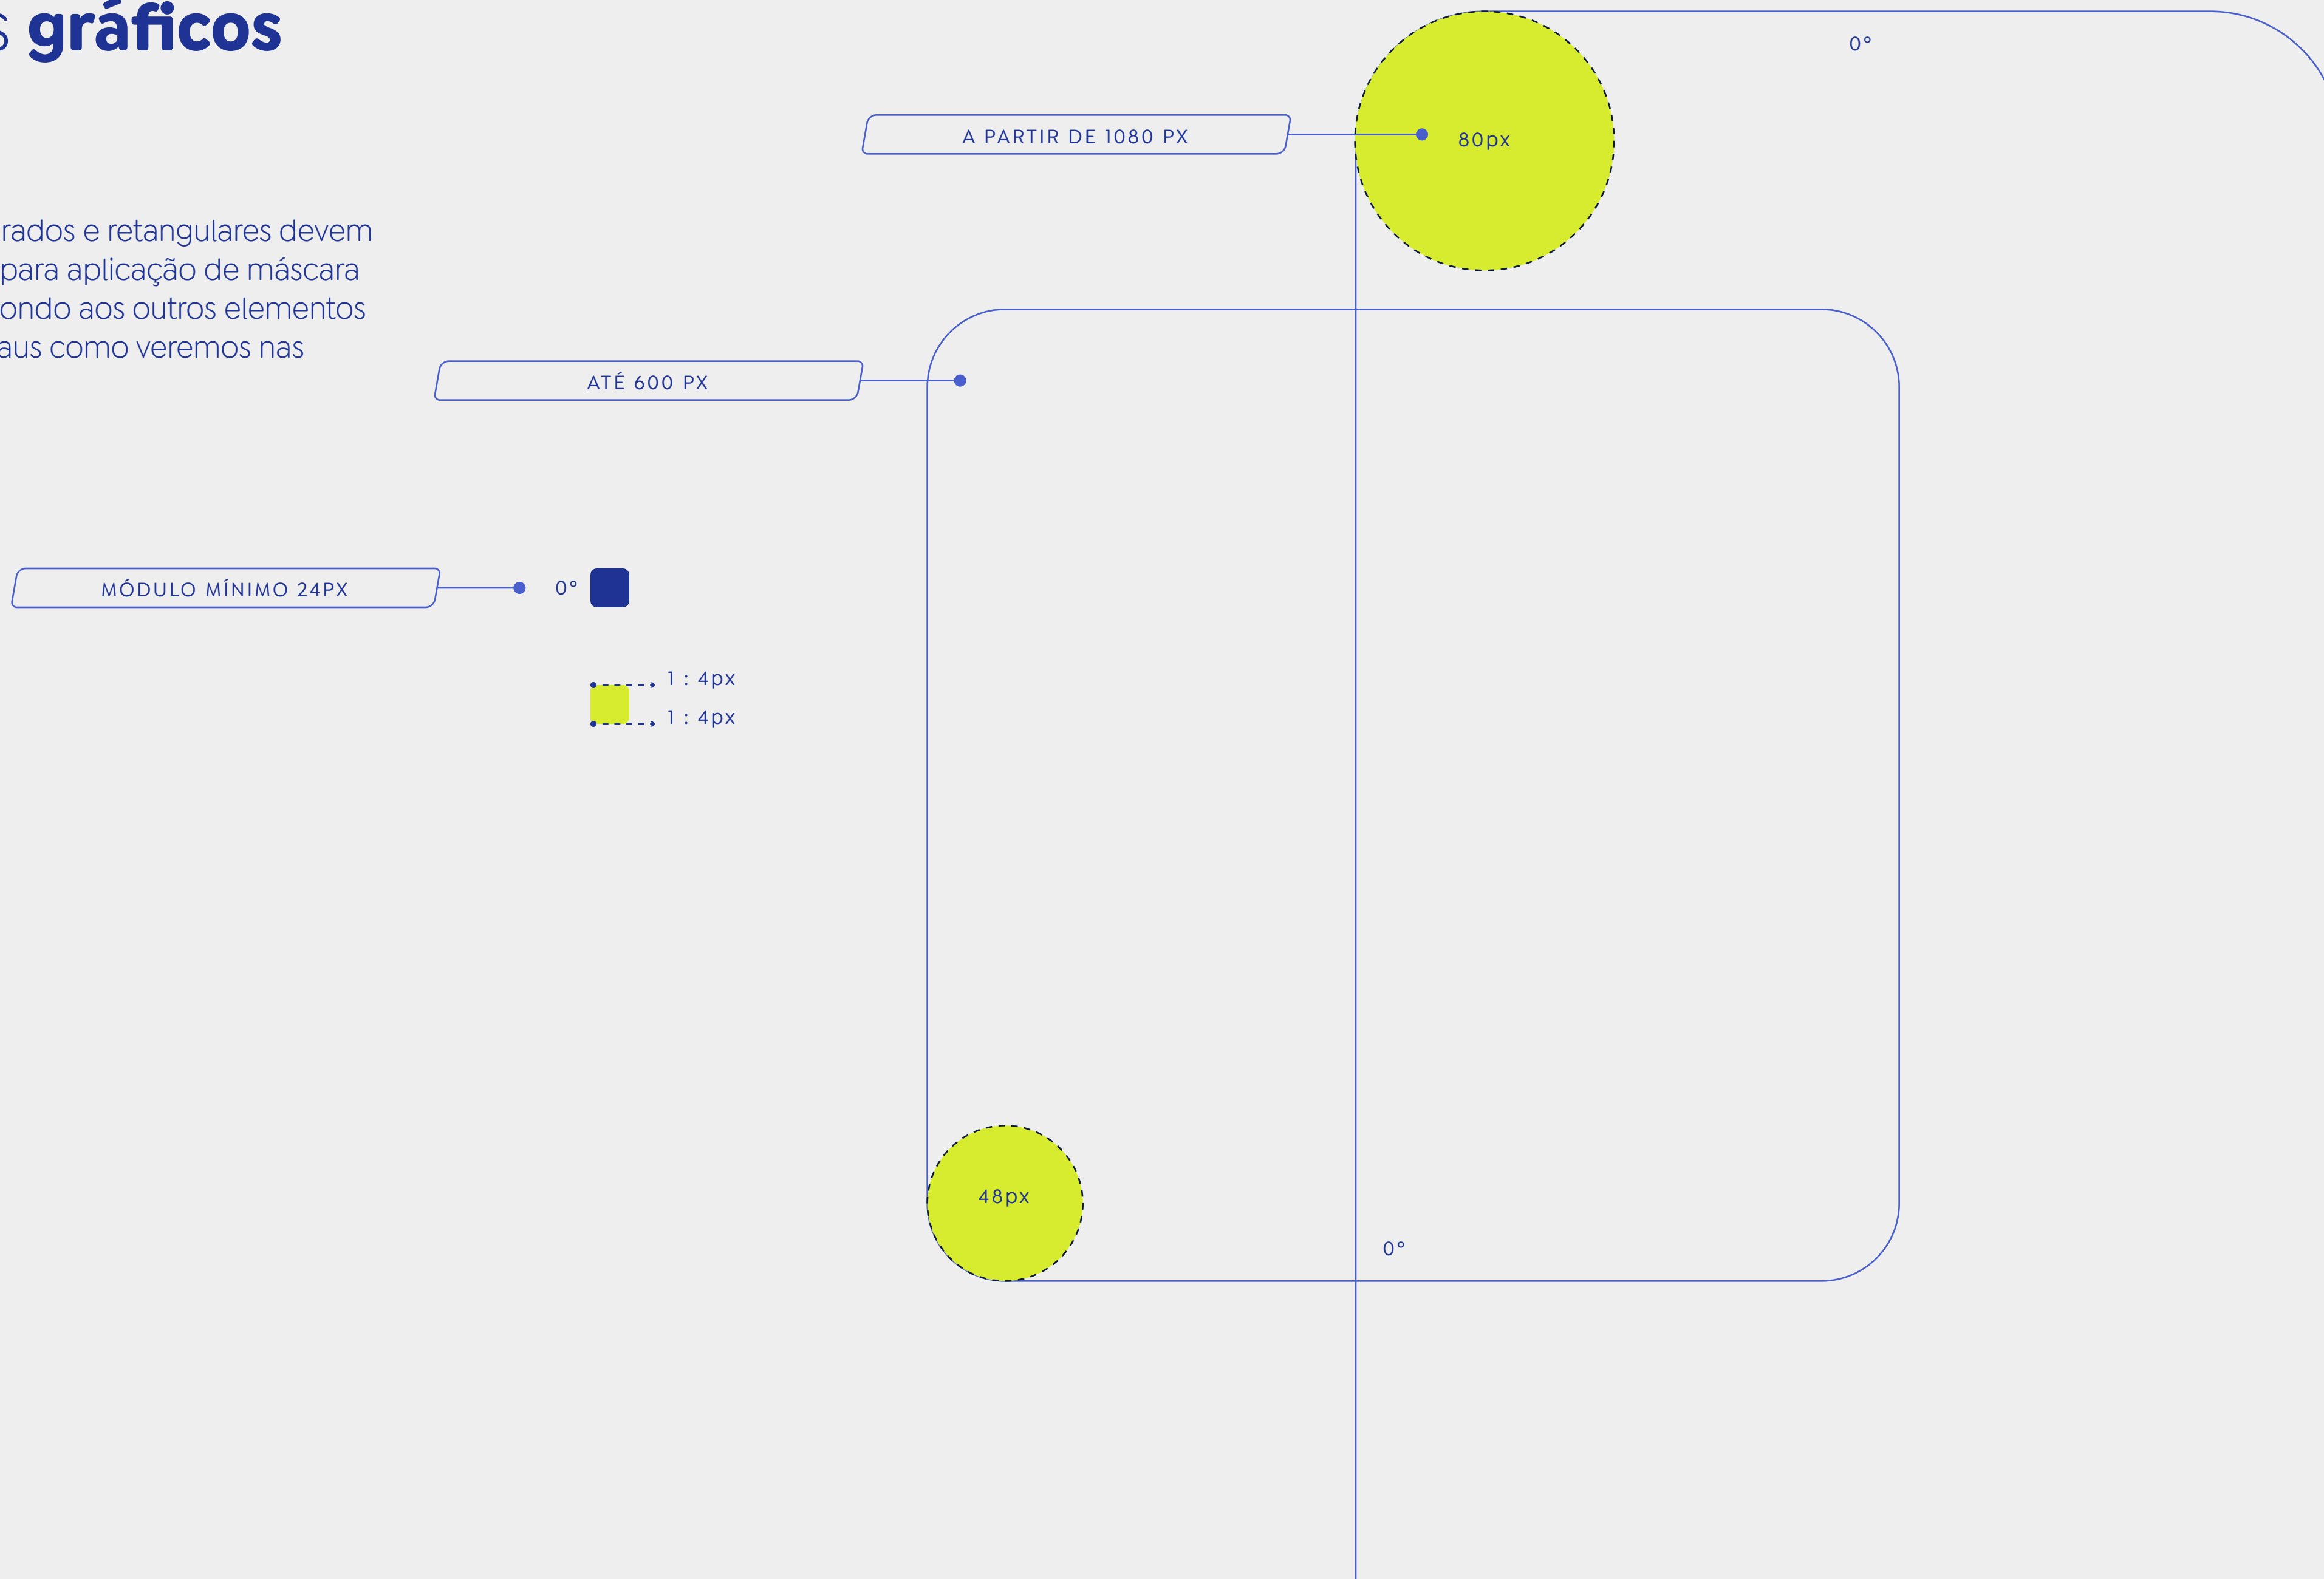 s gráficos
0°
A PARTIR DE 1080 PX
80px
rados e retangulares devem
para aplicação de máscara
ondo aos outros elementos
aus como veremos nas
ATÉ 600 PX
MÓDULO MÍNIMO 24PX
0°
1 : 4px
1 : 4px
48px
0°